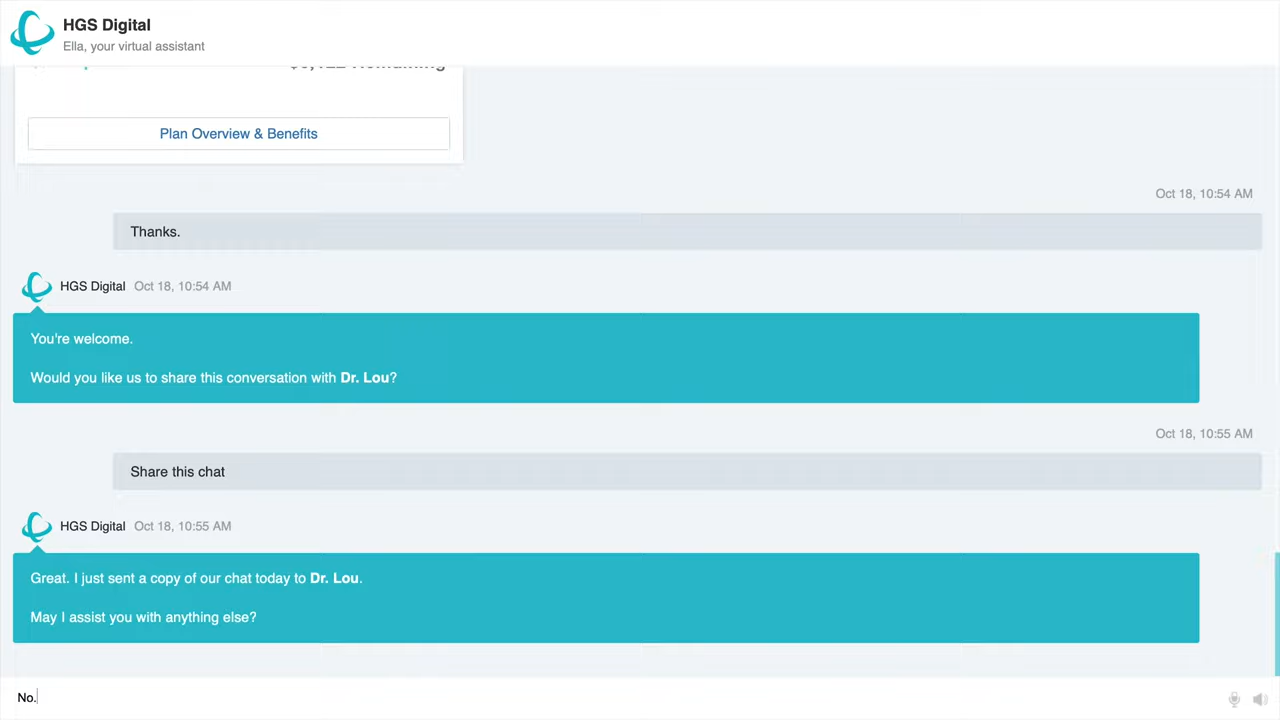 HGS Digital
Ella, your virtual assistant
Remaining
Plan Overview & Benefits
Oct 18, 10:54 AM
Thanks.
HGS Digital Oct 18, 10:54 AM
You're welcome.
Would you like us to share this conversation with Dr. Lou?
Oct 18, 10:55 AM
Share this chat
HGS Digital Oct 18, 10:55 AM
Great. I just sent a copy of our chat today to Dr. Lou.
May I assist you with anything else?
No.